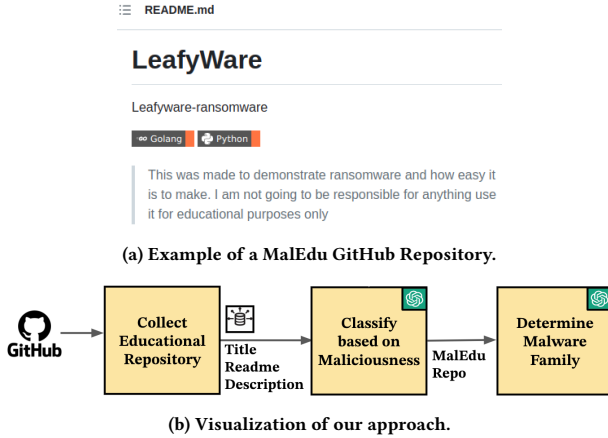 README.md
LeafyWare
Leafyware-ransomware
Golang Python
This was made to demonstrate ransomware and how easy it
is to make. I am not going to be responsible for anything use
it for educational purposes only
(a) Example of a MalEdu GitHub Repository.
GitHub
Collect
Educational
Repository
Title
Readme
Description
Classify
based on
Maliciousness
MalEdu
Repo
Determine
Malware
Family
(b) Visualization of our approach.